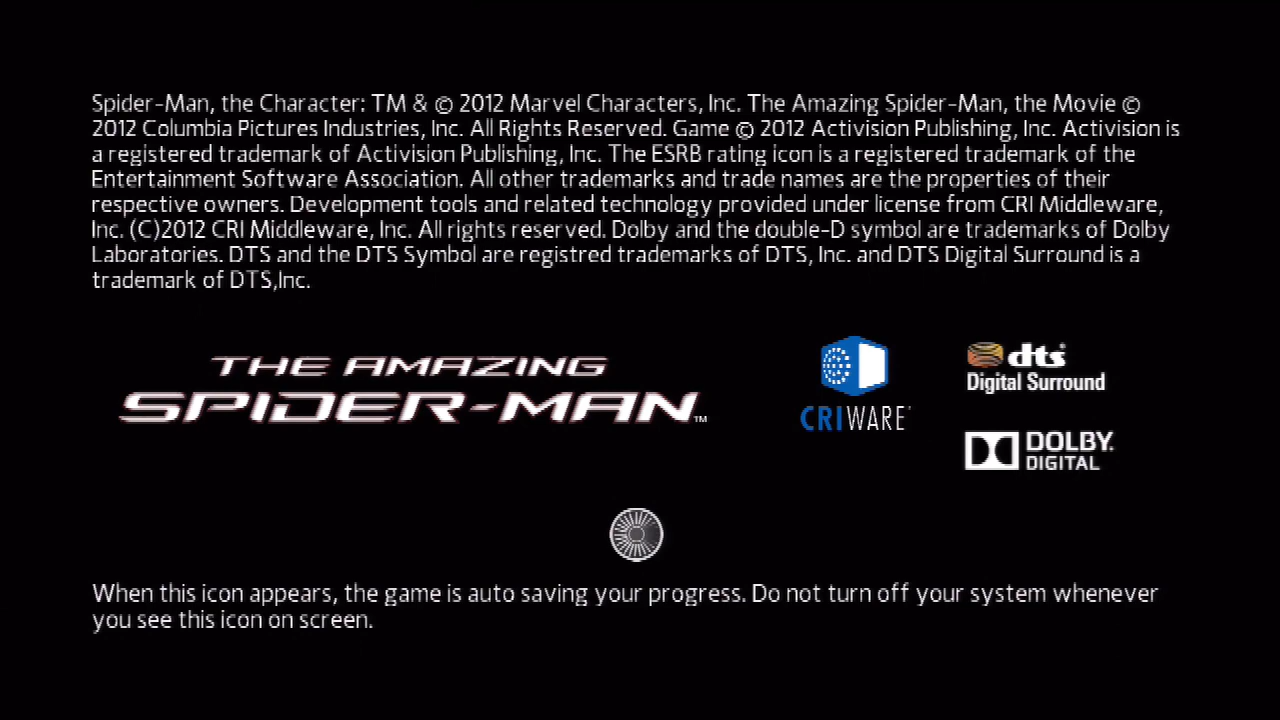 Spider-Man, the Character: TM & © 2012 Marvel Characters, Inc. The Amazing Spider-Man, the Movie ©
2012 Columbia Pictures Industries, Inc. All Rights Reserved. Game © 2012 Activision Publishing, Inc. Activision is
a registered trademark of Activision Publishing, Inc. The ESRB rating icon is a registered trademark of the
Entertainment Software Association. All other trademarks and trade names are the properties of their
respective owners. Development tools and related technology provided under license from CRI Middleware,
Inc. (C)2012 CRI Middleware, Inc. All rights reserved. Dolby and the double-D symbol are trademarks of Dolby
Laboratories. DTS and the DTS Symbol are registred trademarks of DTS, Inc. and DTS Digital Surround is a
trademark of DTS,Inc.
THE AMAZING
SPIDER-MAN™
CRIWARE
dts
Digital Surround
DOLBY.
DIGITAL
When this icon appears, the game is auto saving your progress. Do not turn off your system whenever
you see this icon on screen.